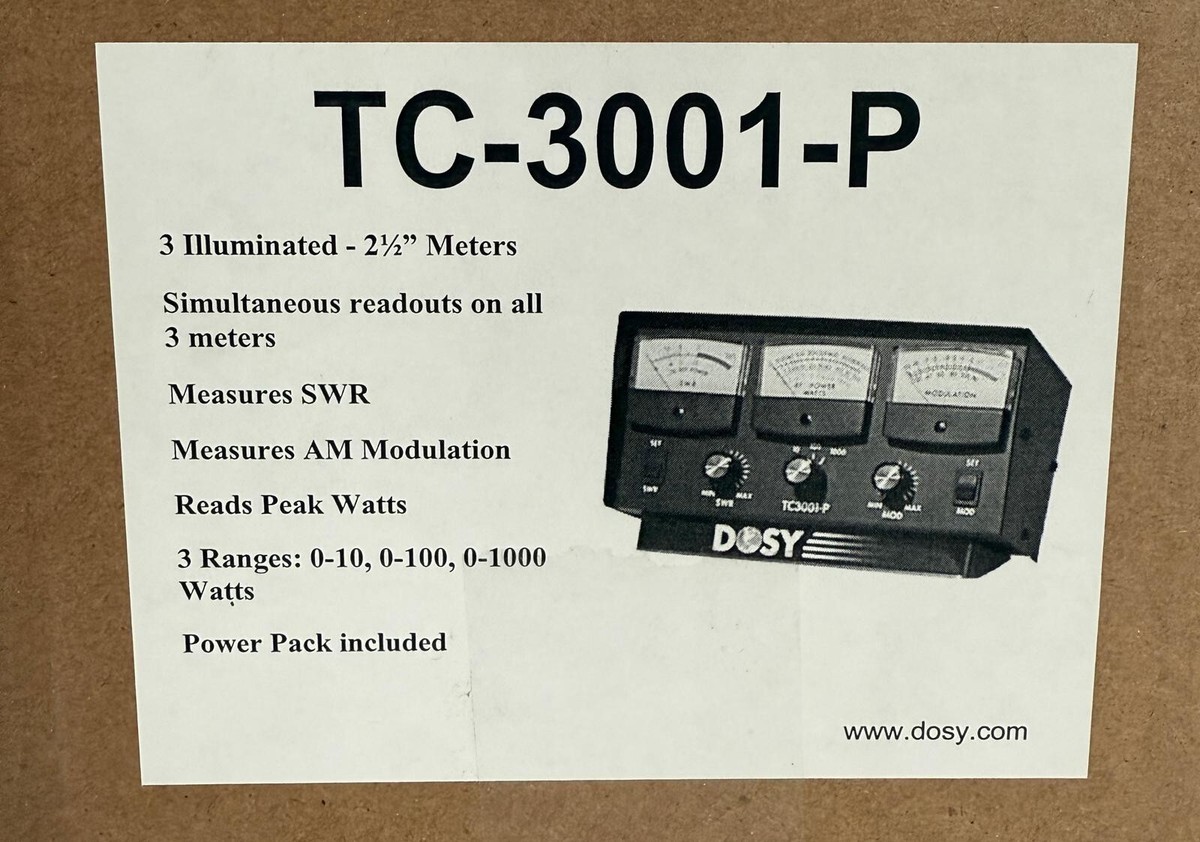 TC-3001-P
3 Illuminated - 2½” Meters
Simultaneous readouts on all
3 meters
Measures SWR
Measures AM Modulation
Reads Peak Watts
3 Ranges: 0-10, 0-100, 0-1000
Watts
Power Pack included
SWR
RF POWER
WATTS
MODULATION
SET
SWR
MIN MAX
SWR
10 100 1000
TC3001-P
MIN MAX
MOD
SET
MOD
DOSY
www.dosy.com